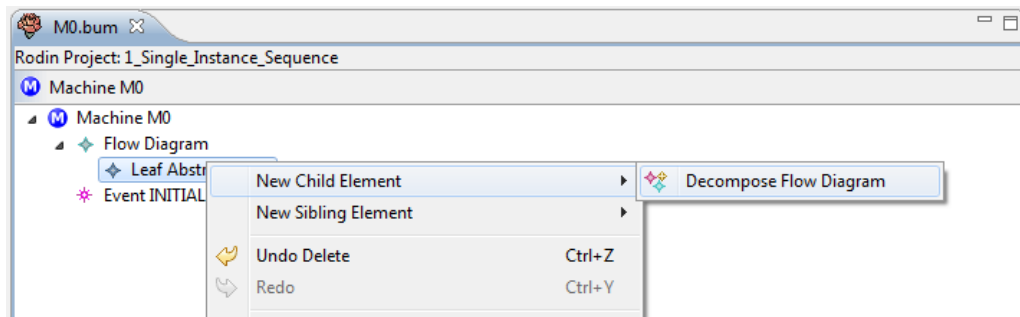 M0.bum
Rodin Project: 1_Single_Instance_Sequence
Machine M0
Machine M0
Flow Diagram
Leaf Abstr
Event INITIAL
New Child Element
Decompose Flow Diagram
New Sibling Element
Undo Delete Ctrl+Z
Redo Ctrl+Y